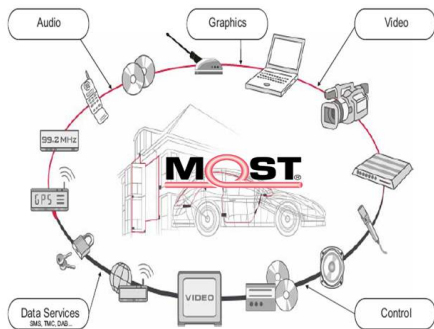 Audio
Graphics
Video
99.2 MHz
MOST®
GPS
VIDEO
Data Services
SMS, TMC, DAB...
Control